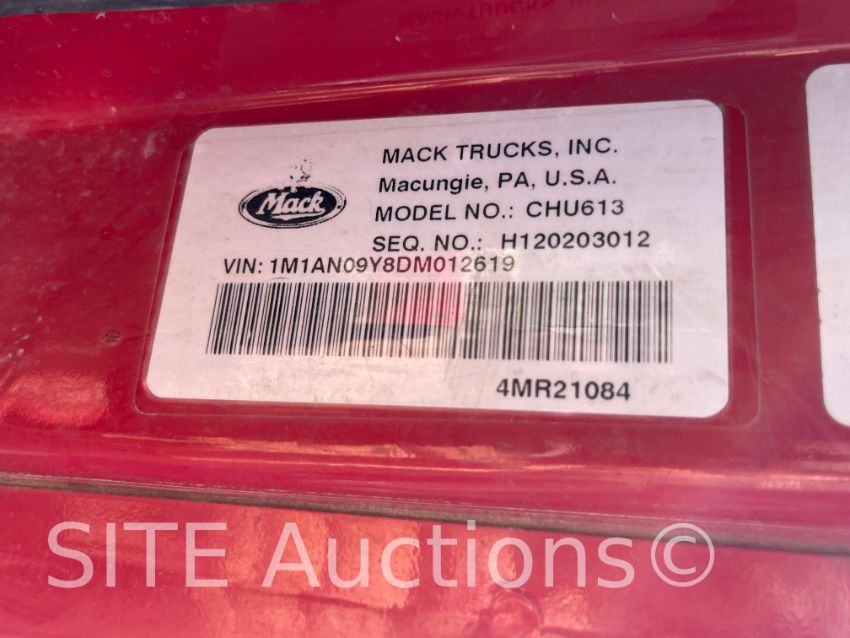 MACK TRUCKS, INC.
Macungie, PA, U.S.A.
Mack
MODEL NO.: CHU613
SEQ. NO.: H120203012
VIN: 1M1AN09Y8DM012619
4MR21084
SITE Auctions©